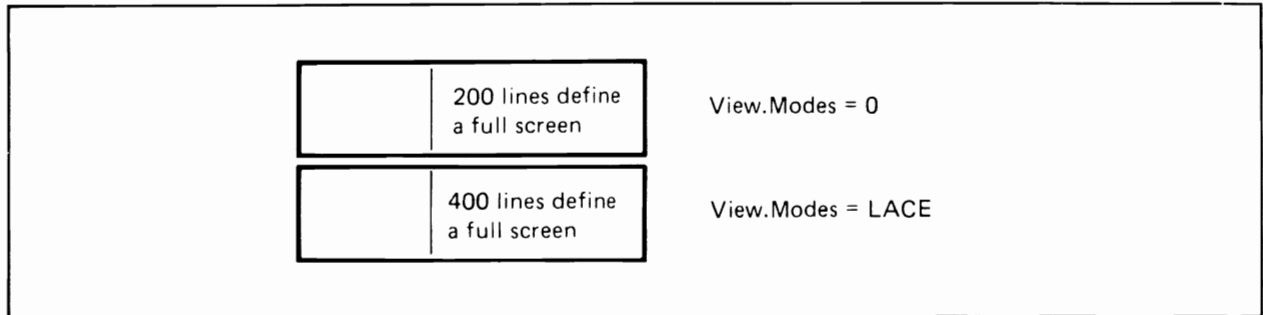 200 lines define
a full screen
View.Modes = 0
400 lines define
a full screen
View.Modes = LACE